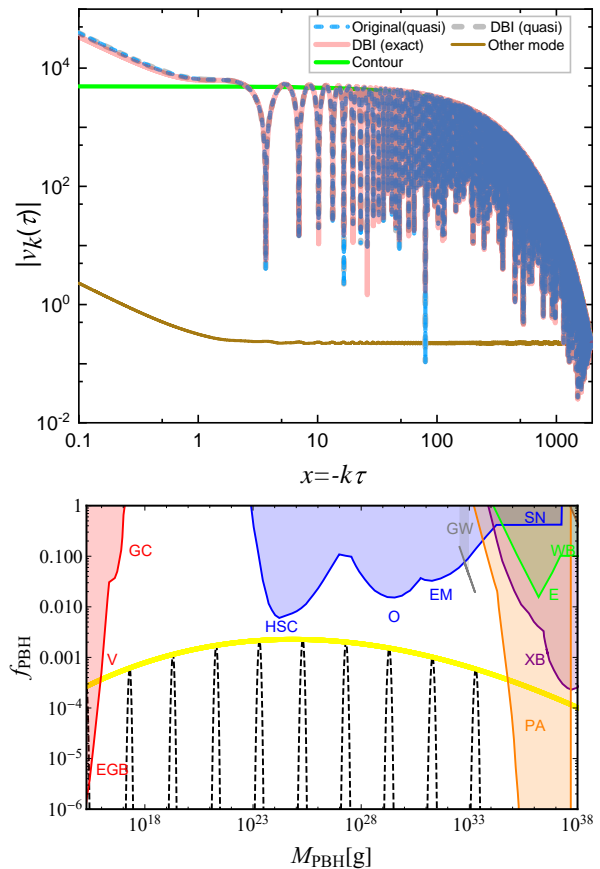 10^5
10^4
10^2
10^0
10^-2
|v_k(τ)|
Original(quasi) DBI (quasi)
DBI (exact) Other mode
Contour
0.1 1 10 100 1000
x=-kτ
1
0.100
0.010
0.001
10^-4
10^-5
10^-6
f_PBH
GC
V
EGB
HSC
O
EM
GW
SN
WB
E
XB
PA
10^18 10^23 10^28 10^33 10^38
M_PBH[g]